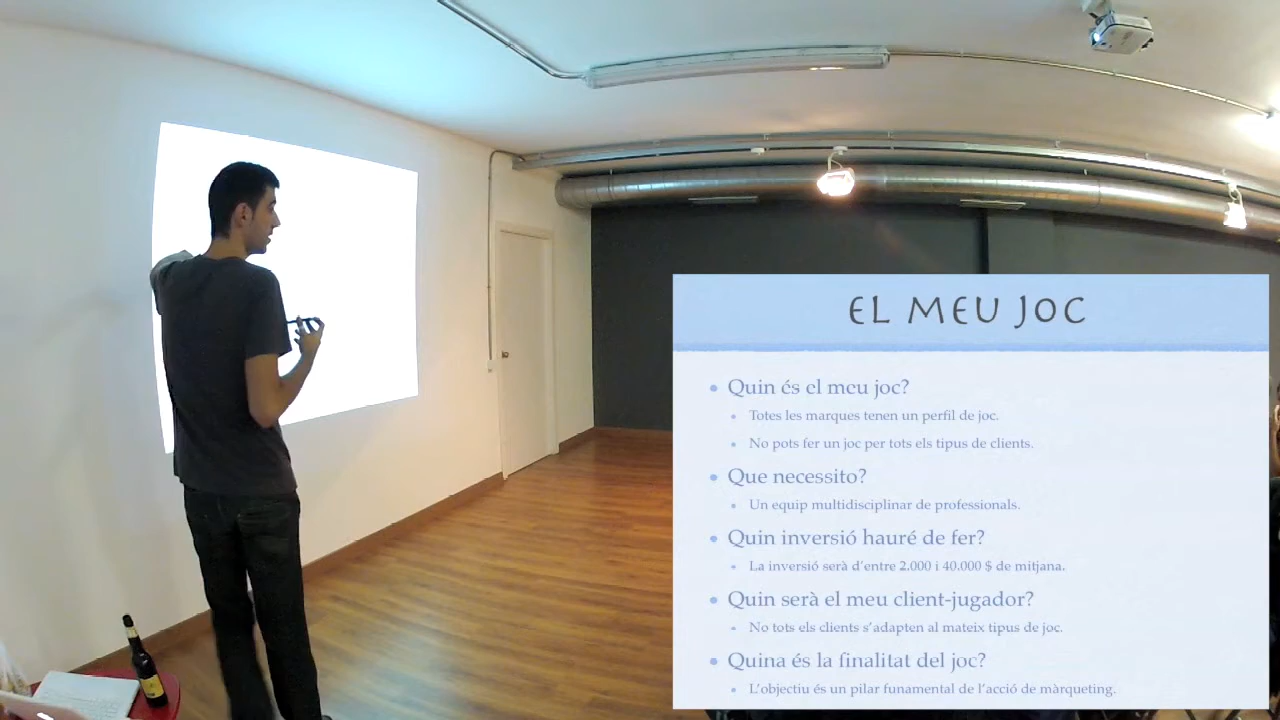 EL MEU JOC
Quin és el meu joc?
Totes les marques tenen un perfil de joc.
No pots fer un joc per tots els tipus de clients.
Que necessito?
Un equip multidisciplinar de professionals.
Quin inversió hauré de fer?
La inversió serà d'entre 2.000 i 40.000 $ de mitjana.
Quin serà el meu client-jugador?
No tots els clients s'adapten al mateix tipus de joc.
Quina és la finalitat del joc?
L'objectiu és un pilar funamental de l'acció de màrqueting.